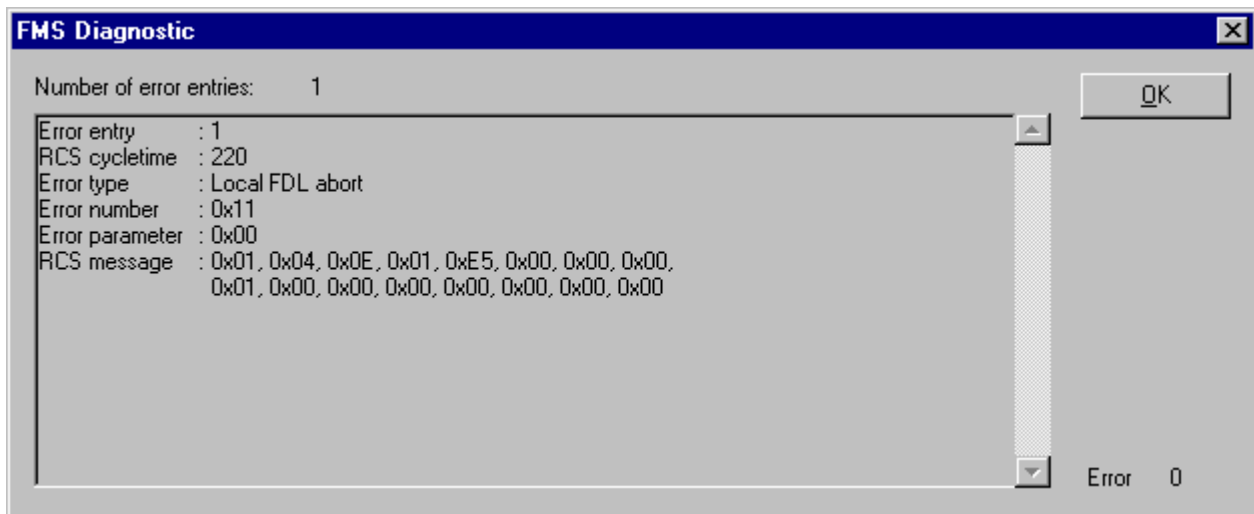 FMS Diagnostic
Number of error entries: 1
OK
Error entry : 1
RCS cycletime : 220
Error type : Local FDL abort
Error number : 0x11
Error parameter : 0x00
RCS message : 0x01, 0x04, 0x0E, 0x01, 0xE5, 0x00, 0x00, 0x00,
0x01, 0x00, 0x00, 0x00, 0x00, 0x00, 0x00, 0x00
Error 0